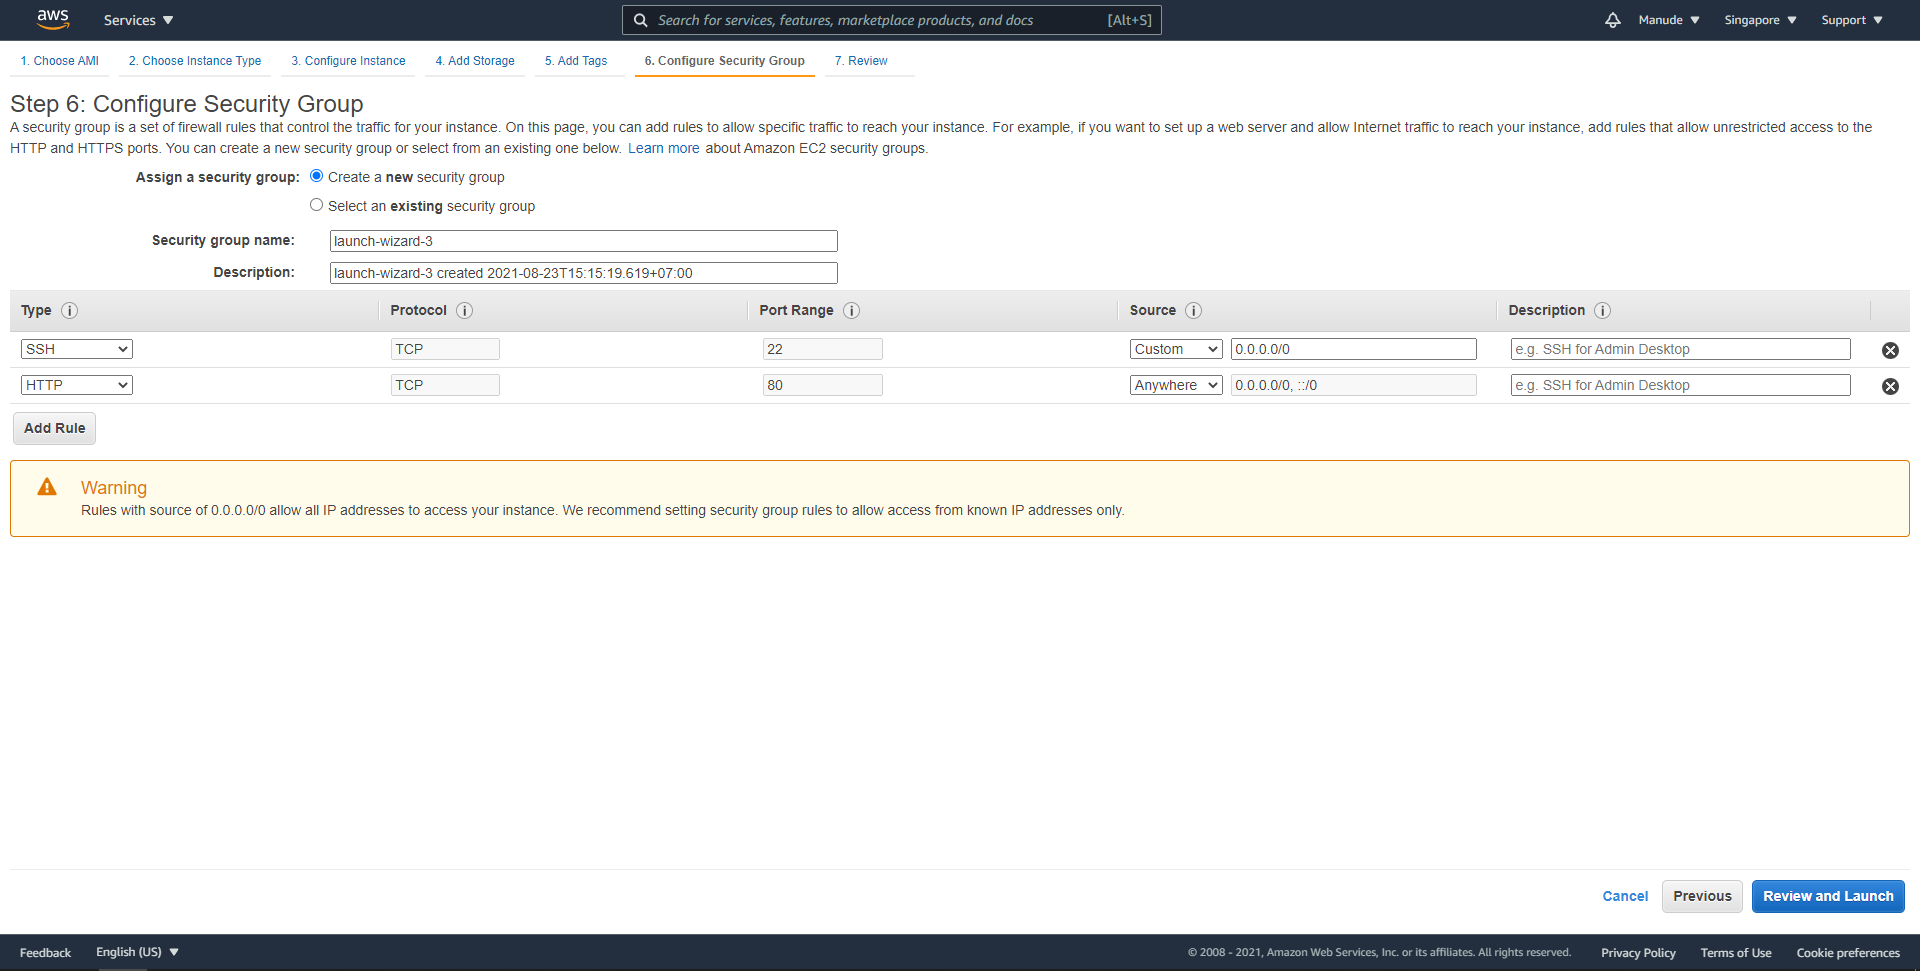 aws
Services
Search for services, features, marketplace products, and docs [Alt+S]
Manude
Singapore
Support
1. Choose AMI
2. Choose Instance Type
3. Configure Instance
4. Add Storage
5. Add Tags
6. Configure Security Group
7. Review
Step 6: Configure Security Group
A security group is a set of firewall rules that control the traffic for your instance. On this page, you can add rules to allow specific traffic to reach your instance. For example, if you want to set up a web server and allow Internet traffic to reach your instance, add rules that allow unrestricted access to the
HTTP and HTTPS ports. You can create a new security group or select from an existing one below. Learn more about Amazon EC2 security groups.
Assign a security group: Create a new security group
Select an existing security group
Security group name: launch-wizard-3
Description: launch-wizard-3 created 2021-08-23T15:15:19.619+07:00
Type i Protocol i Port Range i Source i Description i
SSH TCP 22 Custom 0.0.0.0/0 e.g. SSH for Admin Desktop
HTTP TCP 80 Anywhere 0.0.0.0/0, ::/0 e.g. SSH for Admin Desktop
Add Rule
Warning
Rules with source of 0.0.0.0/0 allow all IP addresses to access your instance. We recommend setting security group rules to allow access from known IP addresses only.
Cancel
Previous
Review and Launch
Feedback
English (US)
© 2008 - 2021, Amazon Web Services, Inc. or its affiliates. All rights reserved.
Privacy Policy
Terms of Use
Cookie preferences